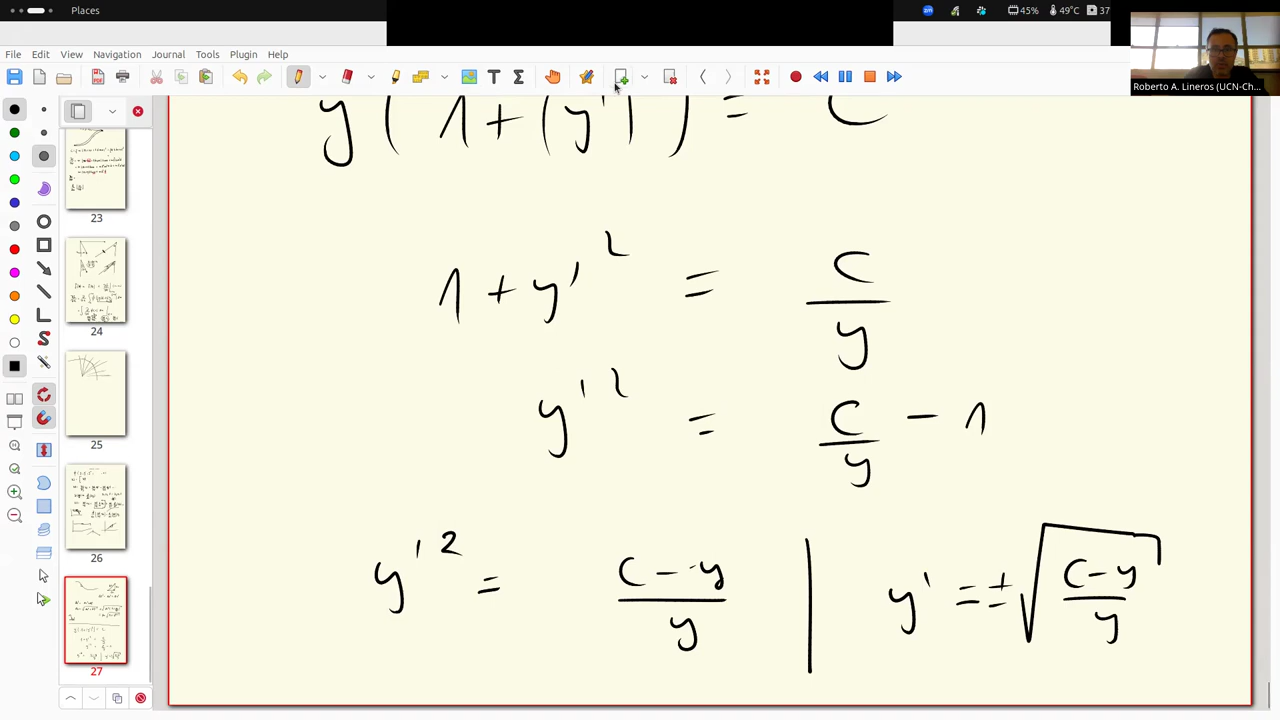 Places
45% 49°C 37
File Edit View Navigation Journal Tools Plugin Help
Roberto A. Lineros (UCN-Ch...
y(1+(y')) = C
1+y'² = C/y
y'² = C/y - 1
y'² = C-y/y | y' = ±√(C-y/y)
23
24
25
26
27